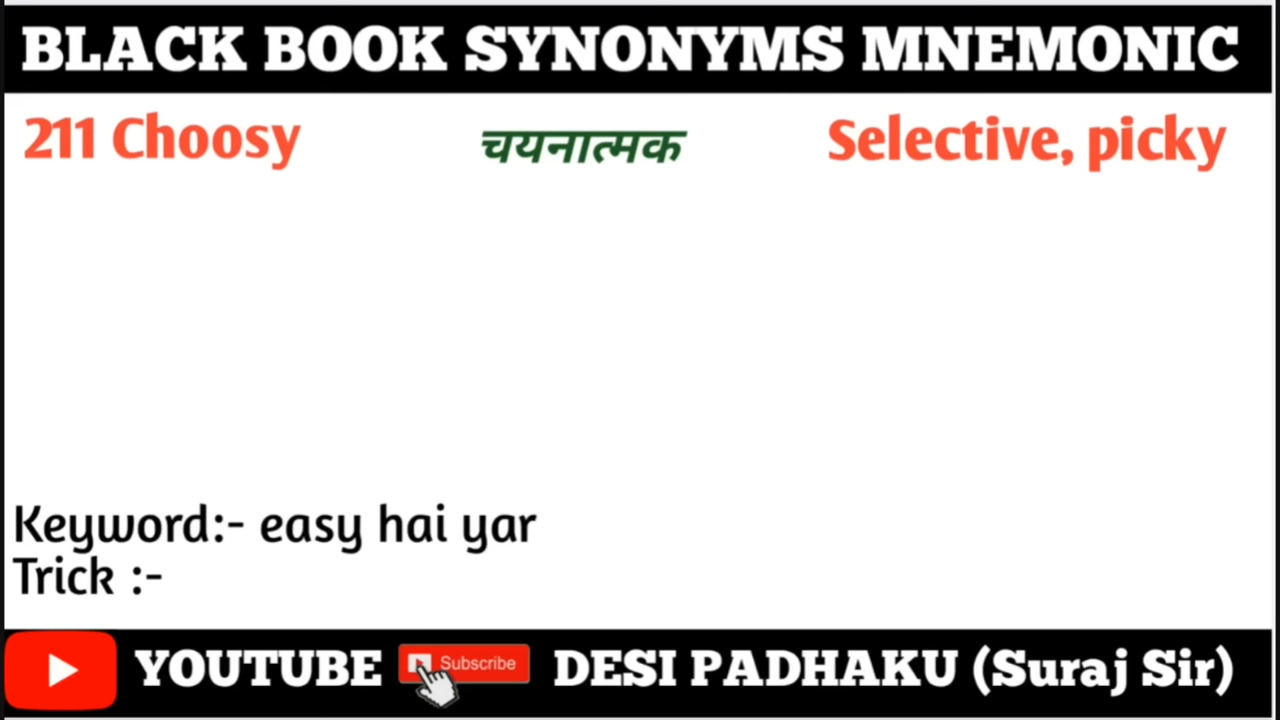 BLACK BOOK SYNONYMS MNEMONIC
211 Choosy चयनात्मक Selective, picky
Keyword:- easy hai yar
Trick :-
YOUTUBE Subscribe DESI PADHAKU (Suraj Sir)